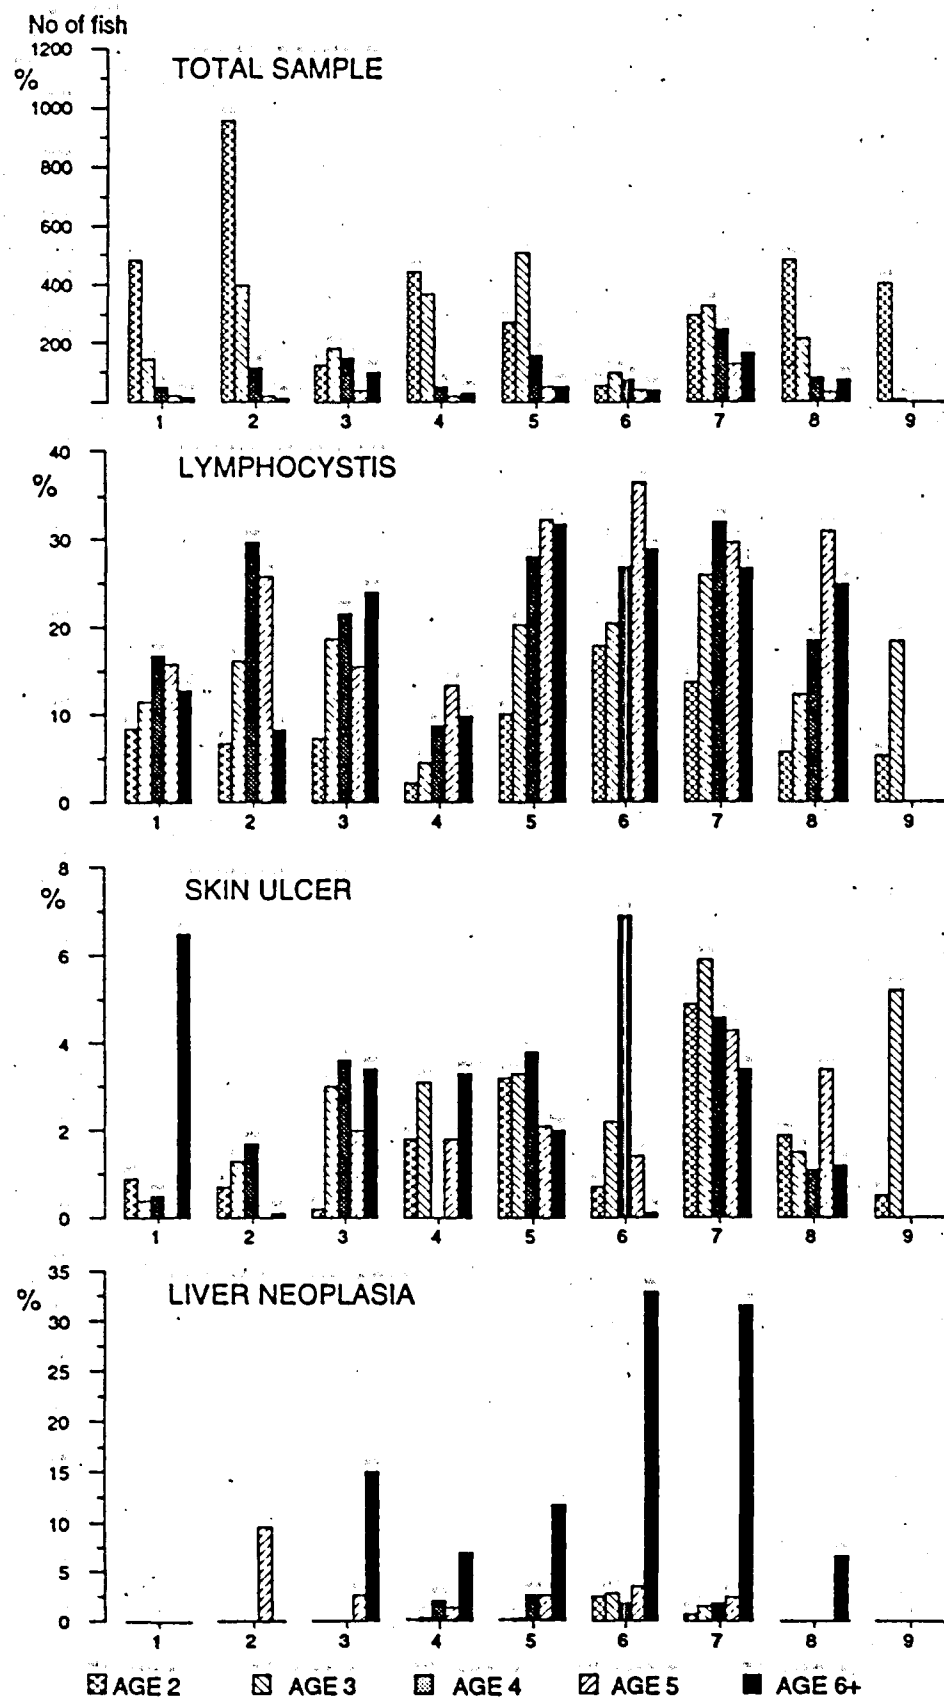 No of fish
1200
%
TOTAL SAMPLE
1000
800
600
400
200
1 2 3 4 5 6 7 8 9
40
%
LYMPHOCYSTIS
30
20
10
0
1 2 3 4 5 6 7 8 9
8
%
SKIN ULCER
6
4
2
0
1 2 3 4 5 6 7 8 9
35
%
LIVER NEOPLASIA
30
25
20
15
10
5
0
1 2 3 4 5 6 7 8 9
AGE 2 AGE 3 AGE 4 AGE 5 AGE 6+